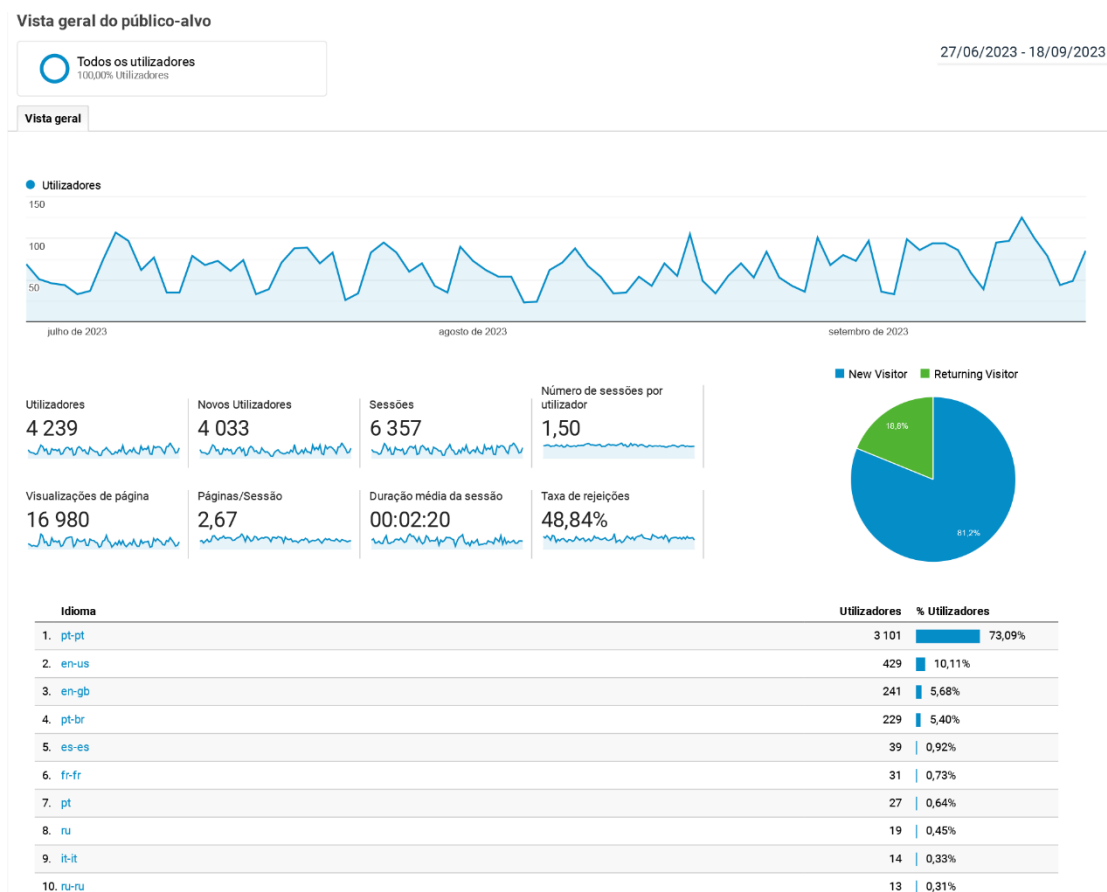 Vista geral do público-alvo
Todos os utilizadores
100,00% Utilizadores
27/06/2023 - 18/09/2023
Vista geral
Utilizadores
150
100
50
julho de 2023
agosto de 2023
setembro de 2023
New Visitor
Returning Visitor
18,8%
81,2%
Utilizadores
4 239
Novos Utilizadores
4 033
Sessões
6 357
Número de sessões por
utilizador
1,50
Visualizações de página
16 980
Páginas/Sessão
2,67
Duração média da sessão
00:02:20
Taxa de rejeições
48,84%
Idioma Utilizadores % Utilizadores
1. pt-pt 3 101 73,09%
2. en-us 429 10,11%
3. en-gb 241 5,68%
4. pt-br 229 5,40%
5. es-es 39 0,92%
6. fr-fr 31 0,73%
7. pt 27 0,64%
8. ru 19 0,45%
9. it-it 14 0,33%
10. ru-ru 13 0,31%